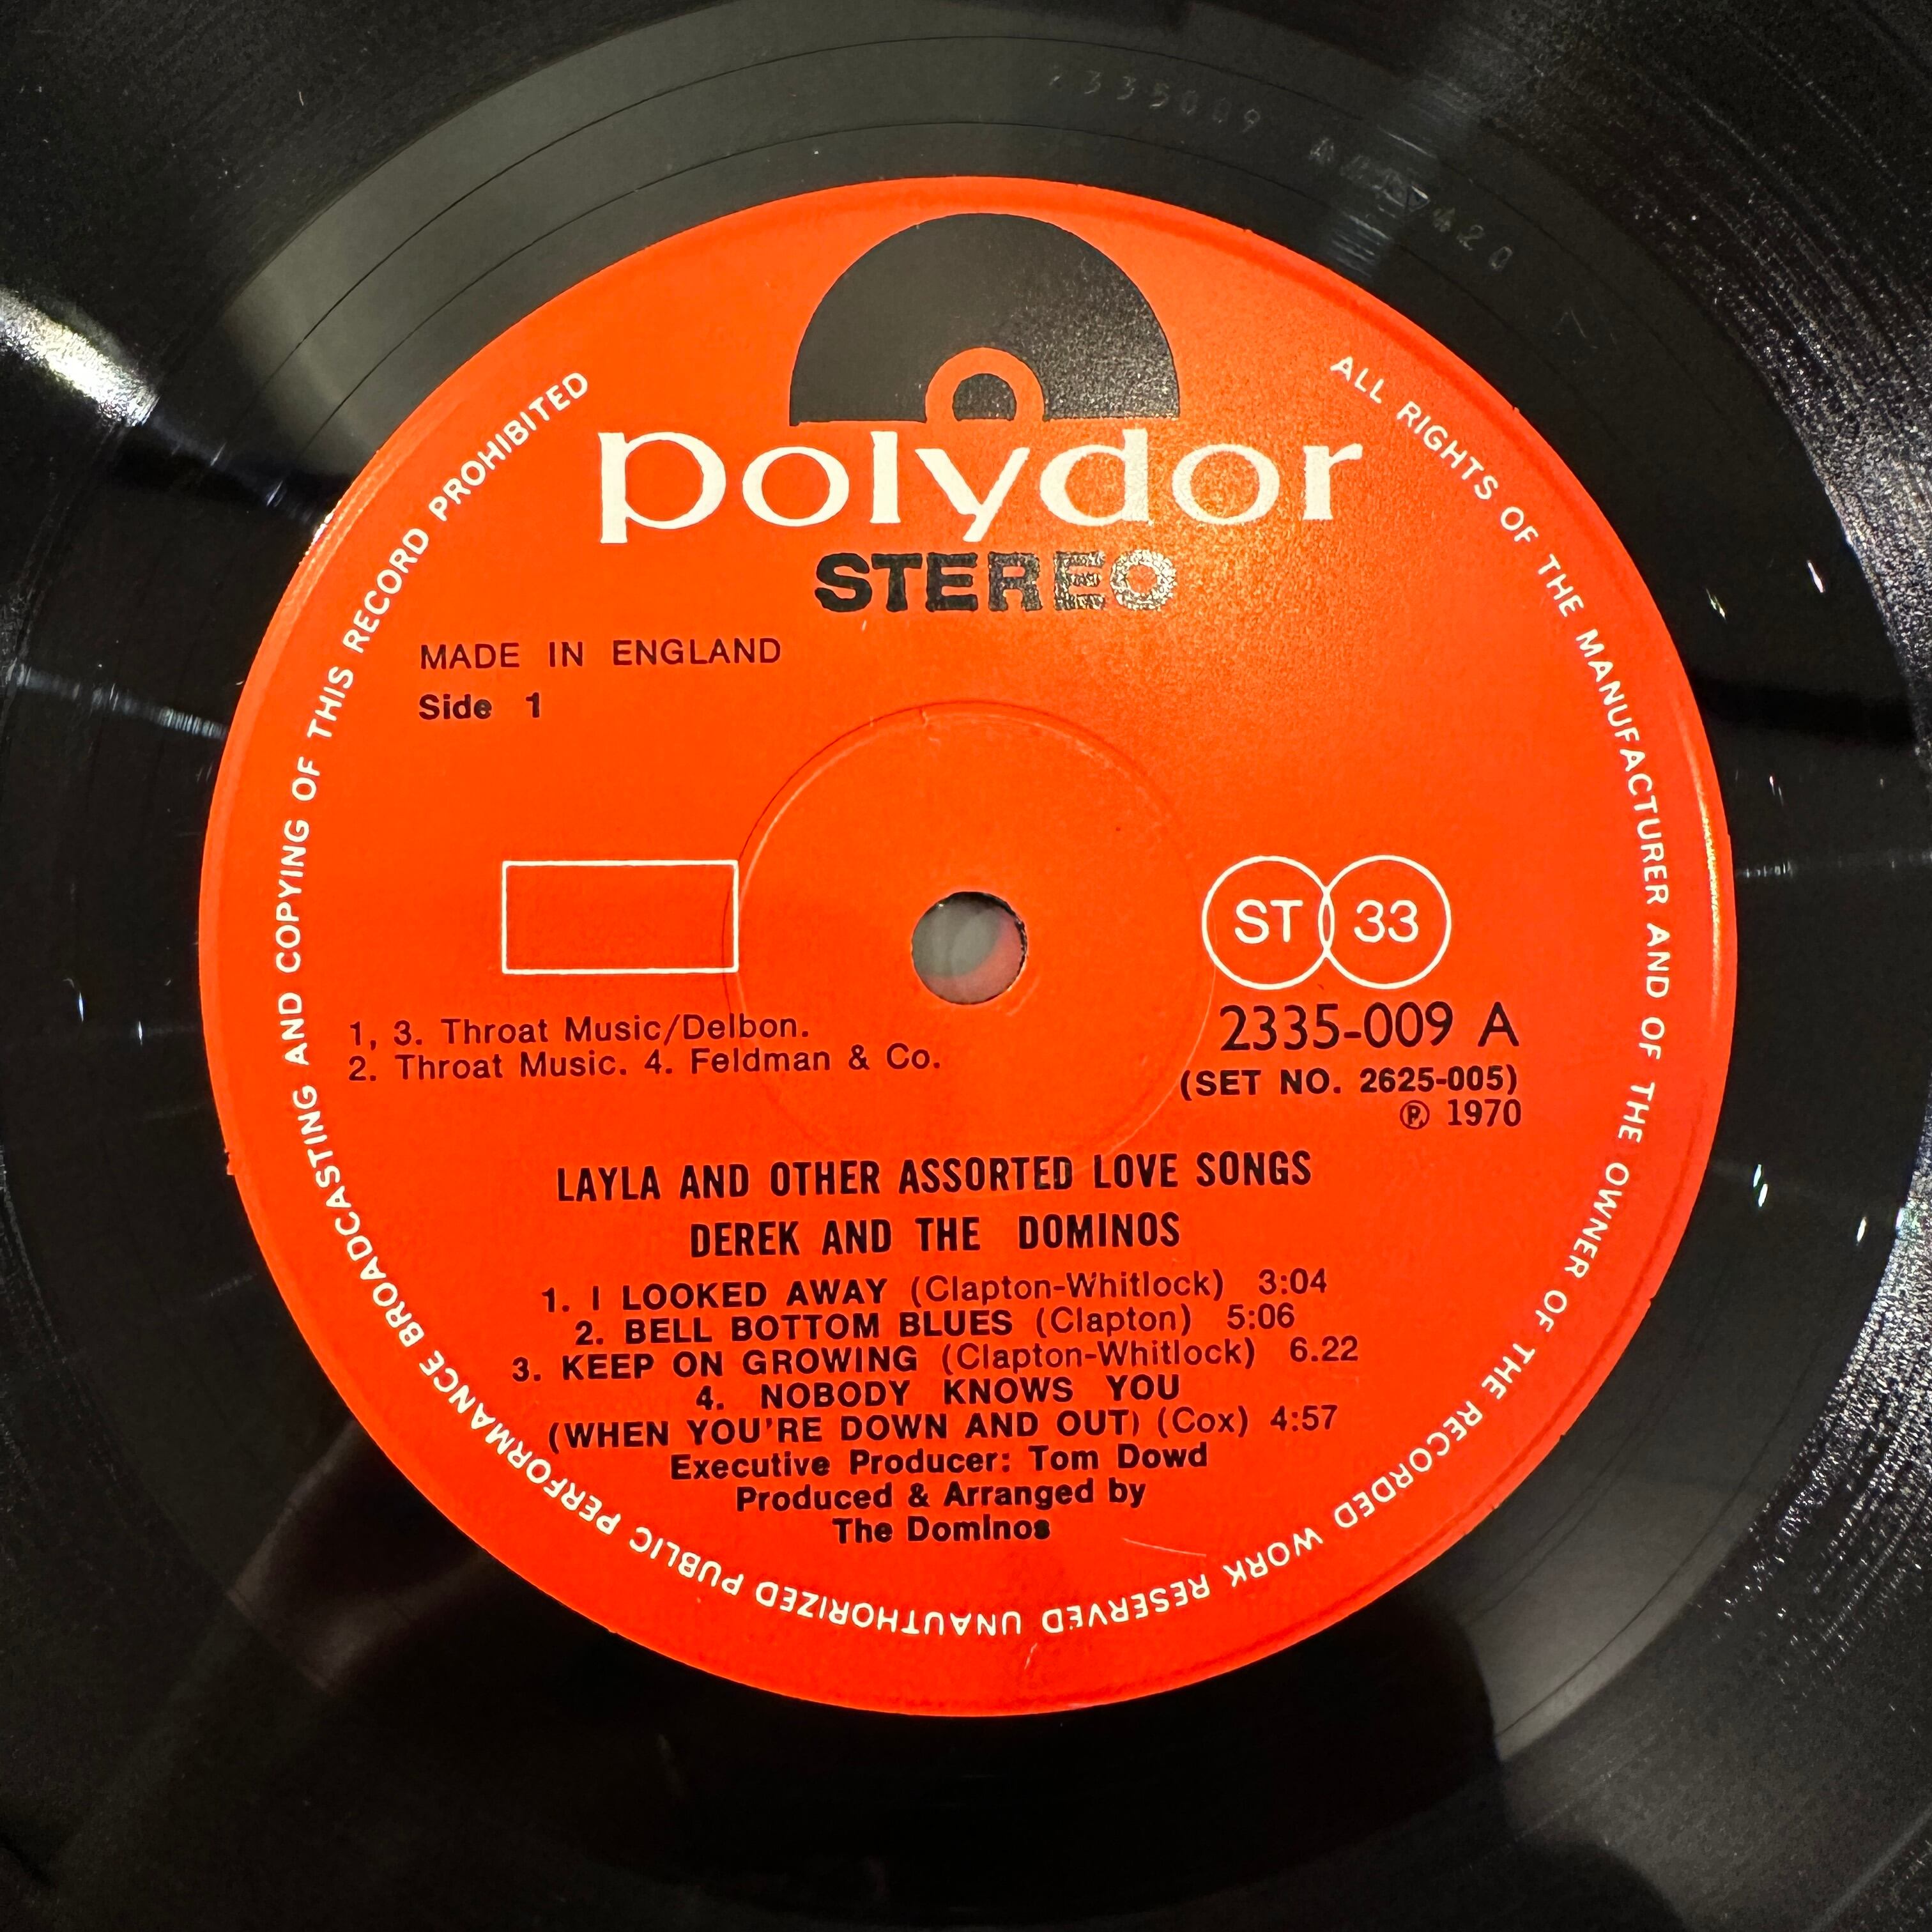 2335009 A
420
polydor
STEREO
ALL RIGHTS OF THE MANUFACTURER AND OF THE OWNER OF THE RECORDED WORK RESERVED UNAUTHORIZED PUBLIC PERFORMANCE BROADCASTING AND COPYING OF THIS RECORD PROHIBITED
MADE IN ENGLAND
Side 1
ST 33
2335-009 A
(SET NO. 2625-005)
Ⓟ 1970
1, 3. Throat Music/Delbon.
2. Throat Music. 4. Feldman & Co.
LAYLA AND OTHER ASSORTED LOVE SONGS
DEREK AND THE DOMINOS
1. I LOOKED AWAY (Clapton-Whitlock) 3:04
2. BELL BOTTOM BLUES (Clapton) 5:06
3. KEEP ON GROWING (Clapton-Whitlock) 6.22
4. NOBODY KNOWS YOU
(WHEN YOU'RE DOWN AND OUT) (Cox) 4:57
Executive Producer: Tom Dowd
Produced & Arranged by
The Dominos